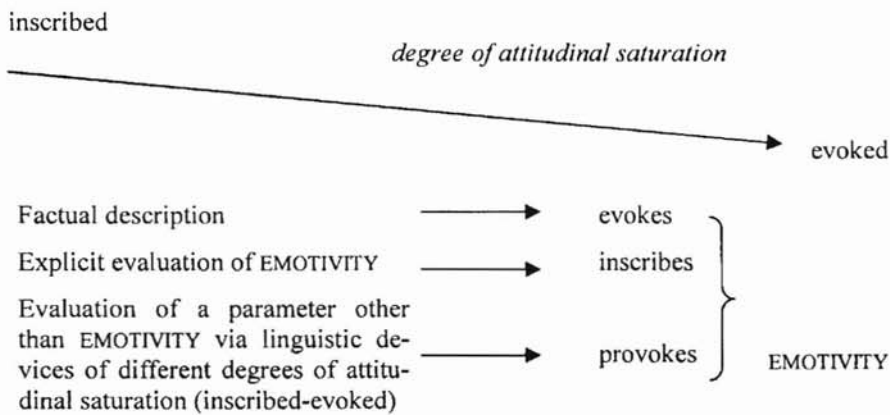 inscribed
degree of attitudinal saturation
evoked
Factual description evokes
Explicit evaluation of EMOTIVITY inscribes
Evaluation of a parameter other
than EMOTIVITY via linguistic de-
vices of different degrees of attitu- provokes EMOTIVITY
dinal saturation (inscribed-evoked)